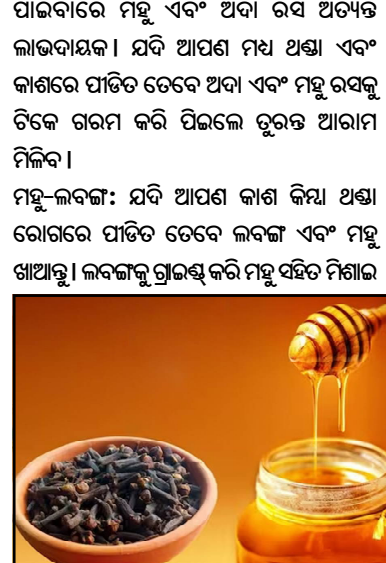 ପାଇବାରେ ମହୁ ଏବଂ ଅଦା ରସ ଅତ୍ୟନ୍ତ
ଲାଭଦାୟକ। ଯଦି ଆପଣ ମଧ୍ୟ ଥଣ୍ଡା ଏବଂ
କାଶରେ ପୀଡିତ ତେବେ ଅଦା ଏବଂ ମହୁ ରସକୁ
ଟିକେ ଗରମ କରି ପିଇଲେ ତୁରନ୍ତ ଆରାମ
ମିଳିବ।
ମହୁ-ଲବଙ୍ଗ: ଯଦି ଆପଣ କାଶ କିମ୍ବା ଥଣ୍ଡା
ରୋଗରେ ପୀଡିତ ତେବେ ଲବଙ୍ଗ ଏବଂ ମହୁ
ଖାଆନ୍ତୁ। ଲବଙ୍ଗକୁ ଗ୍ରାଇଣ୍ଡ୍ କରି ମହୁ ସହିତ ମିଶାଇ